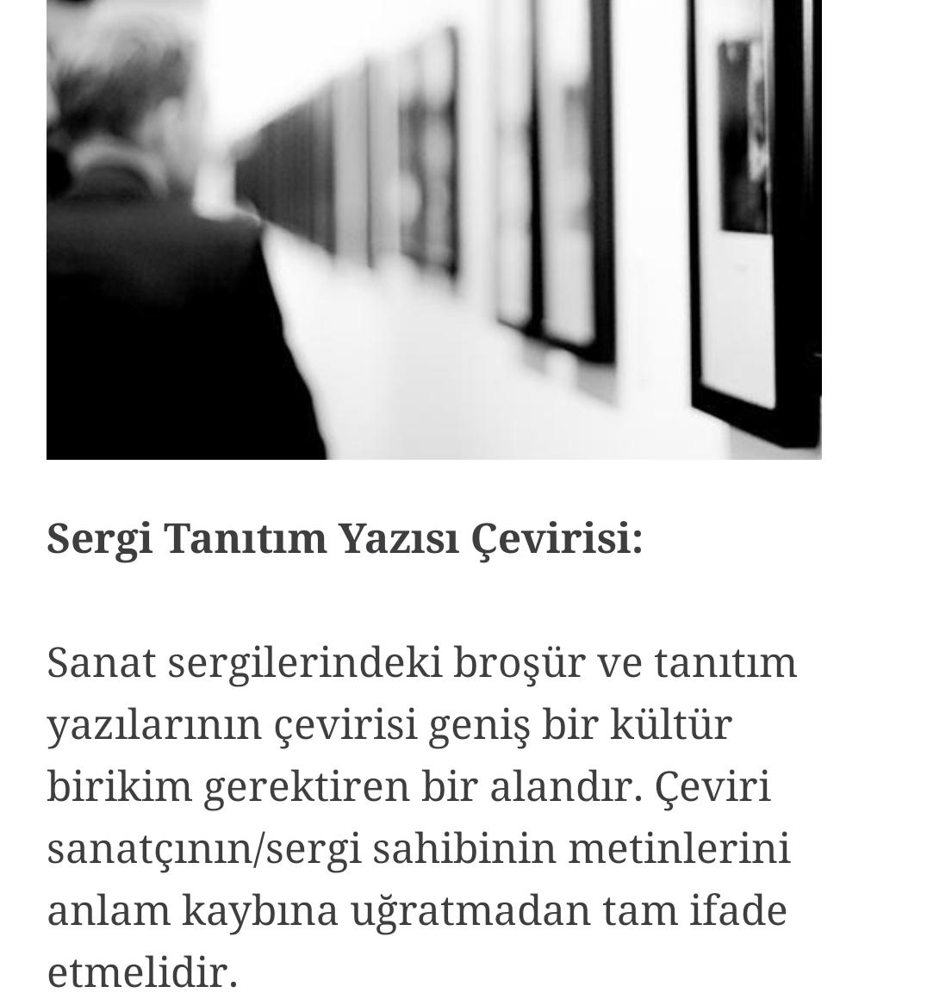 Sergi Tanıtım Yazısı Çevirisi:
Sanat sergilerindeki broşür ve tanıtım
yazılarının çevirisi geniş bir kültür
birikim gerektiren bir alandır. Çeviri
sanatçının/sergi sahibinin metinlerini
anlam kaybına uğratmadan tam ifade
etmelidir.